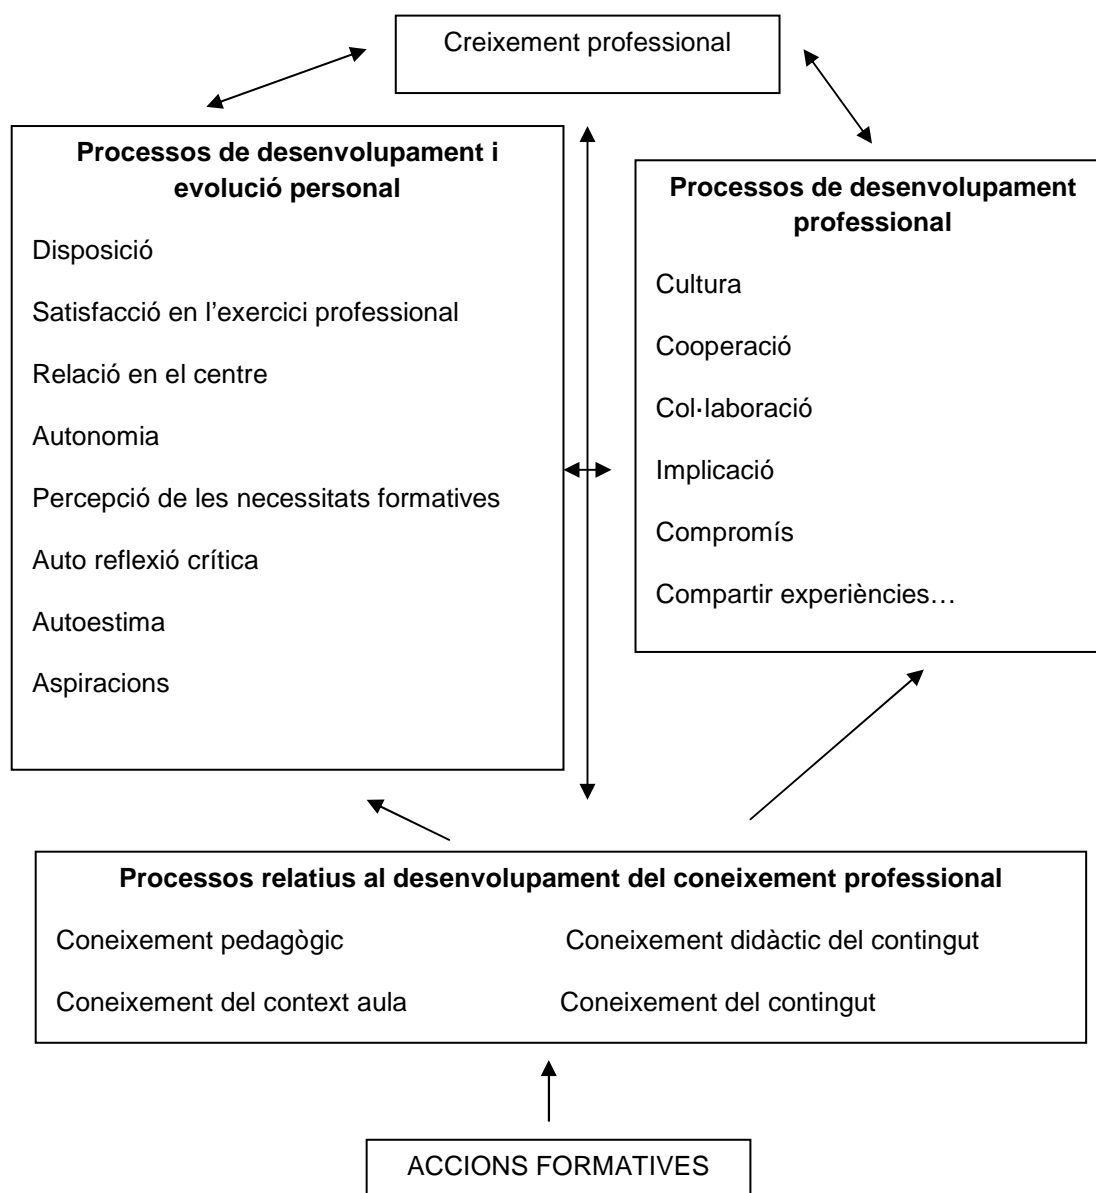 Creixement professional
Processos de desenvolupament i
evolució personal
Disposició
Satisfacció en l’exercici professional
Relació en el centre
Autonomia
Percepció de les necessitats formatives
Auto reflexió crítica
Autoestima
Aspiracions
Processos de desenvolupament
professional
Cultura
Cooperació
Col·laboració
Implicació
Compromís
Compartir experiències…
Processos relatius al desenvolupament del coneixement professional
Coneixement pedagògic Coneixement didàctic del contingut
Coneixement del context aula Coneixement del contingut
ACCIONS FORMATIVES